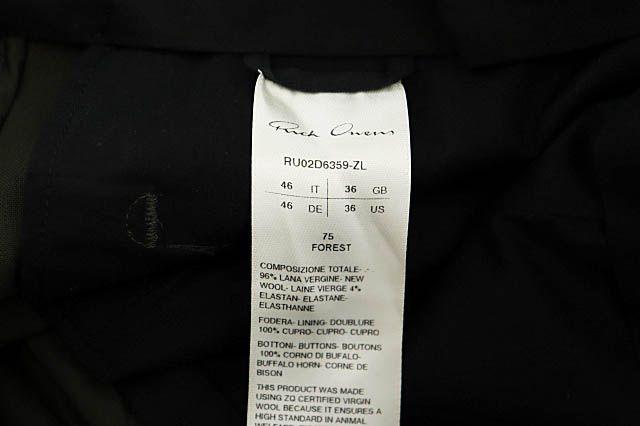 Rick Owens
RU02D6359-ZL
46 IT 36 GB
46 DE 36 US
75
FOREST
COMPOSIZIONE TOTALE- .-
96% LANA VERGINE- NEW
WOOL- LAINE VIERGE 4%
ELASTAN- ELASTANE-
ELASTHANNE
FODERA- LINING- DOUBLURE
100% CUPRO- CUPRO- CUPRO
BOTTONI- BUTTONS- BOUTONS
100% CORNO DI BUFALO-
BUFFALO HORN- CORNE DE
BISON
THIS PRODUCT WAS MADE
USING ZQ CERTIFIED VIRGIN
WOOL BECAUSE IT ENSURES A
HIGH STANDARD IN ANIMAL